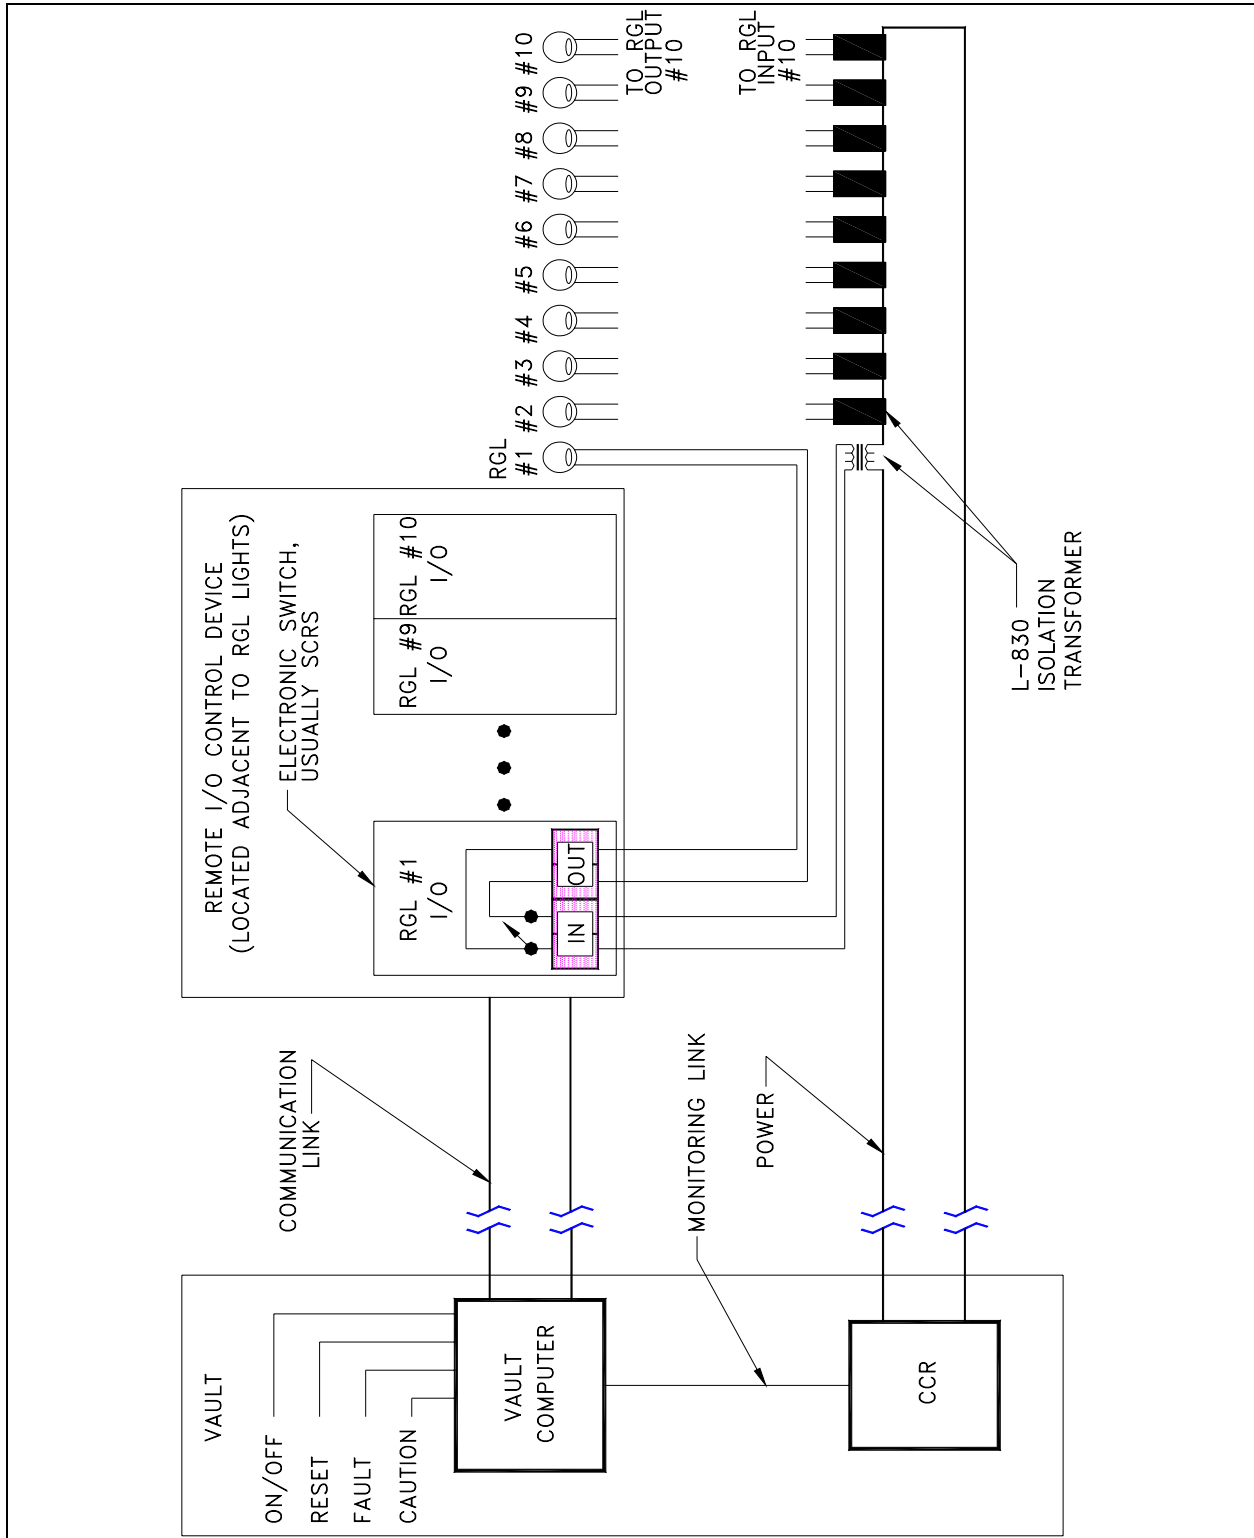 REMOTE I/O CONTROL DEVICE
(LOCATED ADJACENT TO RGL LIGHTS)
ELECTRONIC SWITCH,
USUALLY SCRS
RGL #1
I/O
IN
OUT
RGL #9
I/O
RGL #10
I/O
RGL
#1
#2
#3
#4
#5
#6
#7
#8
#9
#10
TO RGL
OUTPUT
#10
TO RGL
INPUT
#10
VAULT
ON/OFF
RESET
FAULT
CAUTION
VAULT
COMPUTER
CCR
COMMUNICATION
LINK
MONITORING LINK
POWER
L-830
ISOLATION
TRANSFORMER